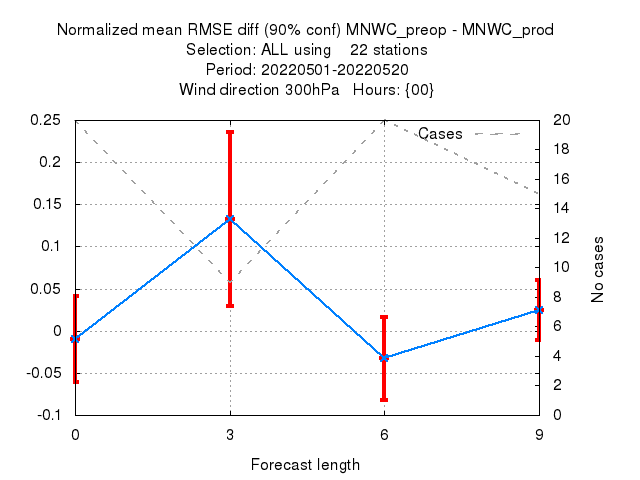 Normalized mean RMSE diff (90% conf) MNWC_preop - MNWC_prod
Selection: ALL using    22 stations
Period: 20220501-20220520
Wind direction 300hPa   Hours: {00}
Cases
0.25
0.2
0.15
0.1
0.05
0
-0.05
-0.1
20
18
16
14
12
10
8
6
4
2
0
No cases
0 3 6 9
Forecast length